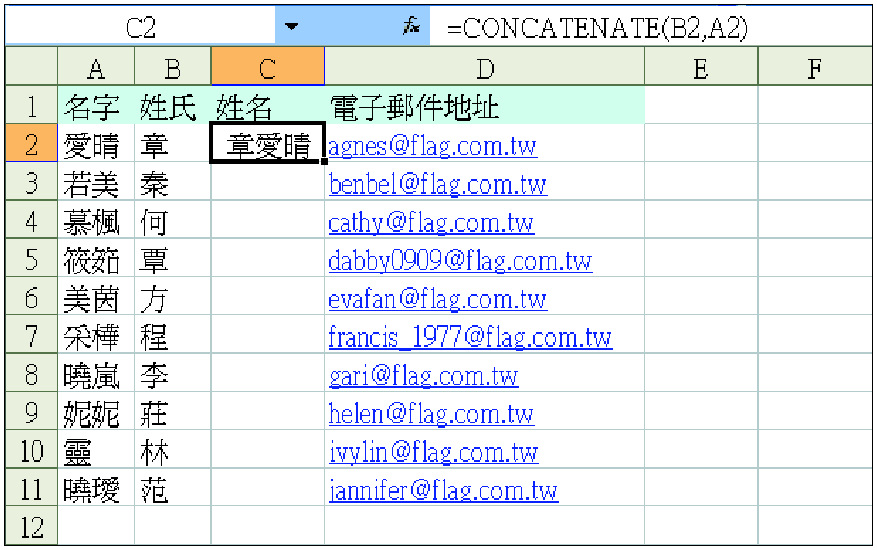 C2 fx =CONCATENATE(B2,A2)
A B C D E F
1 名字 姓氏 姓名 電子郵件地址
2 愛晴 章 章愛晴 agnes@flag.com.tw
3 若美 秦 benbel@flag.com.tw
4 慕楓 何 cathy@flag.com.tw
5 筱筎 覃 dabby0909@flag.com.tw
6 美茵 方 evafan@flag.com.tw
7 采樺 程 francis_1977@flag.com.tw
8 曉嵐 李 gari@flag.com.tw
9 妮妮 莊 helen@flag.com.tw
10 靈 林 ivylin@flag.com.tw
11 曉璦 范 jannifer@flag.com.tw
12